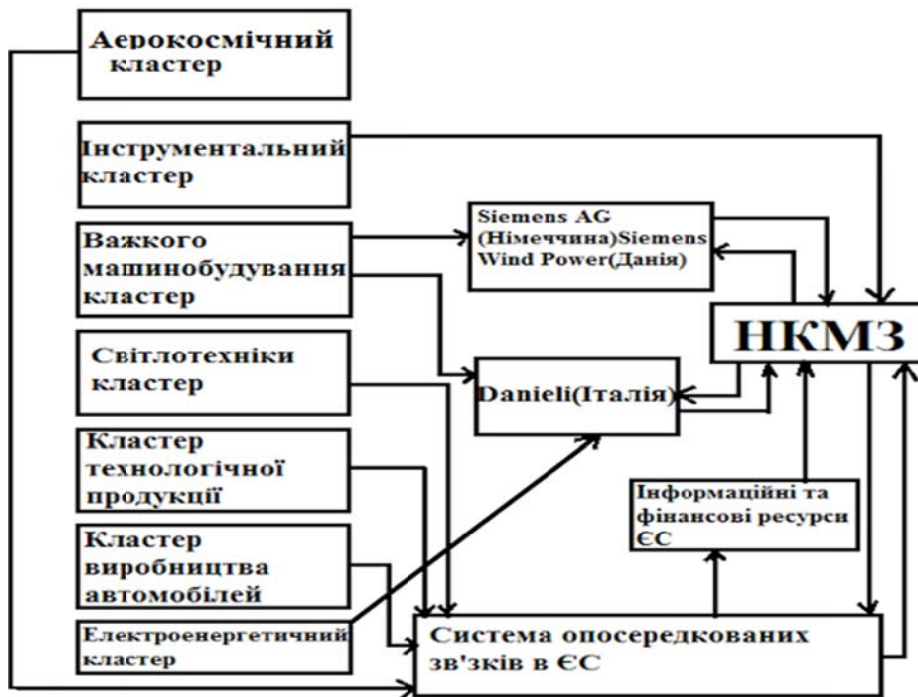 Аерокосмічний
кластер
Інструментальний
кластер
Важкого
машинобудування
кластер
Світлотехніки
кластер
Кластер
технологічної
продукції
Кластер
виробництва
автомобілей
Електроенергетичний
кластер
Siemens AG
(Німеччина)Siemens
Wind Power(Данія)
НКМЗ
Danieli(Італія)
Інформаційні та
фінансові ресурси
ЄС
Система опосередкованих
зв'язків в ЄС